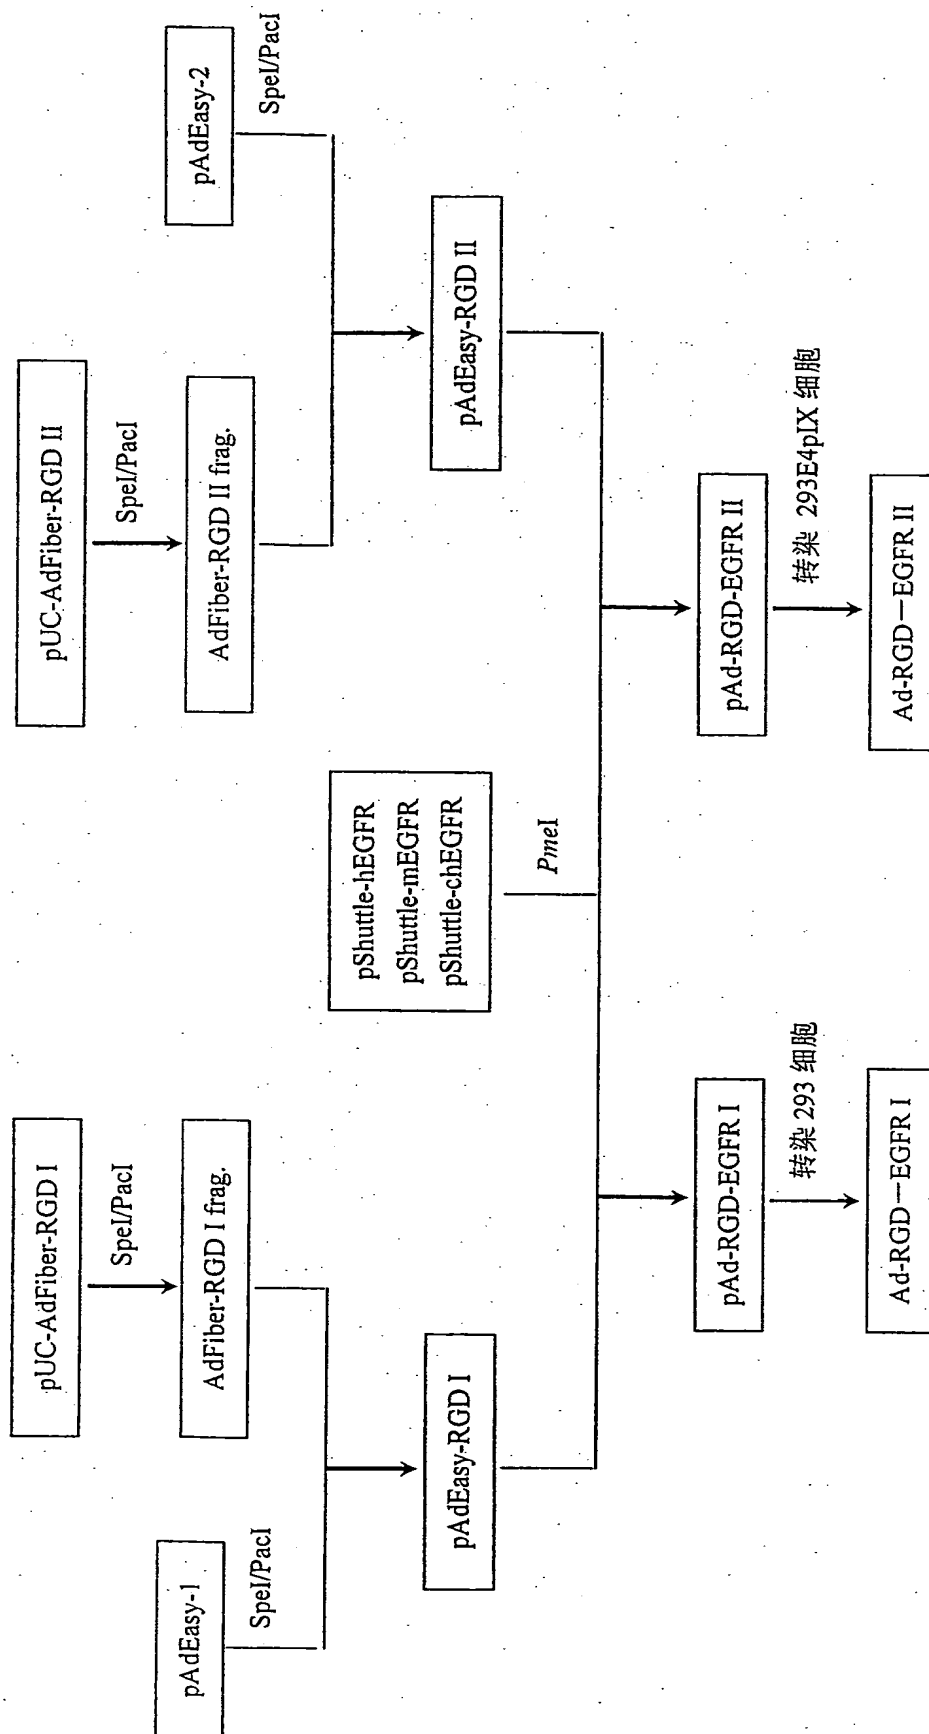 pUC-AdFiber-RGD I
pUC-AdFiber-RGD II
SpeI/PacI
SpeI/PacI
pAdEasy-1
AdFiber-RGD I frag.
AdFiber-RGD II frag.
pAdEasy-2
SpeI/PacI
SpeI/PacI
pShuttle-hEGFR
pShuttle-mEGFR
pShuttle-chEGFR
pAdEasy-RGD I
pAdEasy-RGD II
PmeI
pAd-RGD-EGFR I
pAd-RGD-EGFR II
转染 293 细胞
转染 293E4pIX 细胞
Ad-RGD—EGFR I
Ad-RGD—EGFR II